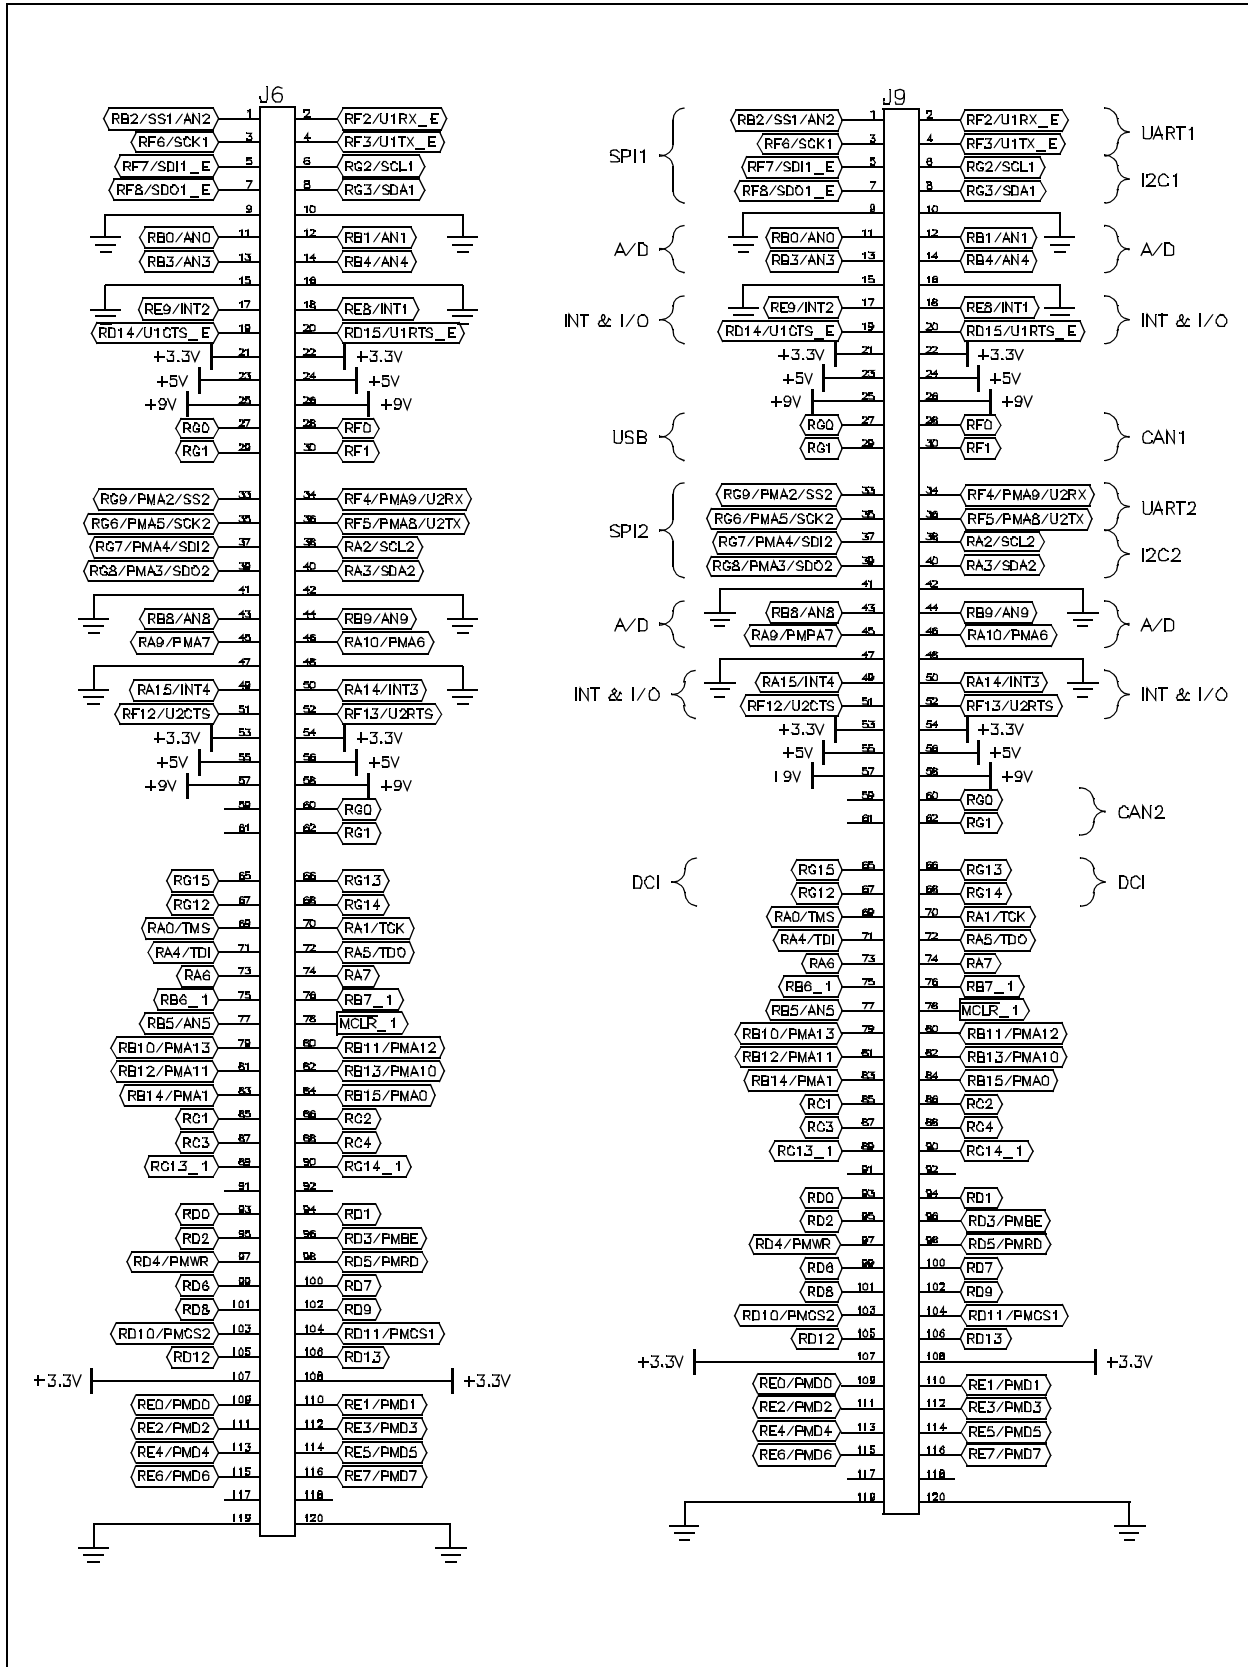 J6
RB2/SS1/AN2 1 2 RF2/U1RX_E
RF6/SCK1 3 4 RF3/U1TX_E
RF7/SDI1_E 5 6 RG2/SCL1
RF8/SDO1_E 7 8 RG3/SDA1
9 10
RB0/AN0 11 12 RB1/AN1
RB3/AN3 13 14 RB4/AN4
15 16
RE9/INT2 17 18 RE8/INT1
RD14/U1CTS_E 19 20 RD15/U1RTS_E
+3.3V 21 22 +3.3V
+5V 23 24 +5V
+9V 25 26 +9V
RG0 27 28 RF0
RG1 29 30 RF1
RG9/PMA2/SS2 33 34 RF4/PMA9/U2RX
RG6/PMA5/SCK2 35 36 RF5/PMA8/U2TX
RG7/PMA4/SDI2 37 38 RA2/SCL2
RG8/PMA3/SDO2 39 40 RA3/SDA2
41 42
RB8/AN8 43 44 RB9/AN9
RA9/PMA7 45 46 RA10/PMA6
47 48
RA15/INT4 49 50 RA14/INT3
RF12/U2CTS 51 52 RF13/U2RTS
+3.3V 53 54 +3.3V
+5V 55 56 +5V
+9V 57 58 +9V
59 60 RG0
61 62 RG1
RG15 65 66 RG13
RG12 67 68 RG14
RA0/TMS 69 70 RA1/TCK
RA4/TDI 71 72 RA5/TDO
RA6 73 74 RA7
RB6_1 75 76 RB7_1
RB5/AN5 77 78 MCLR_1
RB10/PMA13 79 80 RB11/PMA12
RB12/PMA11 81 82 RB13/PMA10
RB14/PMA1 83 84 RB15/PMA0
RC1 85 86 RC2
RC3 87 88 RC4
RC13_1 89 90 RC14_1
91 92
RD0 93 94 RD1
RD2 95 96 RD3/PMBE
RD4/PMWR 97 98 RD5/PMRD
RD6 99 100 RD7
RD8 101 102 RD9
RD10/PMCS2 103 104 RD11/PMCS1
RD12 105 106 RD13
+3.3V 107 108 +3.3V
RE0/PMD0 109 110 RE1/PMD1
RE2/PMD2 111 112 RE3/PMD3
RE4/PMD4 113 114 RE5/PMD5
RE6/PMD6 115 116 RE7/PMD7
117 118
119 120
J9
RB2/SS1/AN2 1 2 RF2/U1RX_E
UART1
RF6/SCK1 3 4 RF3/U1TX_E
SPI1
RF7/SDI1_E 5 6 RG2/SCL1
I2C1
RF8/SDO1_E 7 8 RG3/SDA1
9 10
RB0/AN0 11 12 RB1/AN1
A/D A/D
RB3/AN3 13 14 RB4/AN4
15 16
RE9/INT2 17 18 RE8/INT1
INT & I/O INT & I/O
RD14/U1CTS_E 19 20 RD15/U1RTS_E
+3.3V 21 22 +3.3V
+5V 23 24 +5V
+9V 25 26 +9V
RG0 27 28 RF0
USB CAN1
RG1 29 30 RF1
RG9/PMA2/SS2 33 34 RF4/PMA9/U2RX
UART2
RG6/PMA5/SCK2 35 36 RF5/PMA8/U2TX
SPI2
RG7/PMA4/SDI2 37 38 RA2/SCL2
I2C2
RG8/PMA3/SDO2 39 40 RA3/SDA2
41 42
RB8/AN8 43 44 RB9/AN9
A/D A/D
RA9/PMPA7 45 46 RA10/PMA6
47 48
RA15/INT4 49 50 RA14/INT3
INT & I/O INT & I/O
RF12/U2CTS 51 52 RF13/U2RTS
+3.3V 53 54 +3.3V
+5V 55 56 +5V
19V 57 58 +9V
59 60 RG0
CAN2
61 62 RG1
RG15 65 66 RG13
DCI DCI
RG12 67 68 RG14
RA0/TMS 69 70 RA1/TCK
RA4/TDI 71 72 RA5/TDO
RA6 73 74 RA7
RB6_1 75 76 RB7_1
RB5/AN5 77 78 MCLR_1
RB10/PMA13 79 80 RB11/PMA12
RB12/PMA11 81 82 RB13/PMA10
RB14/PMA1 83 84 RB15/PMA0
RC1 85 86 RC2
RC3 87 88 RC4
RC13_1 89 90 RC14_1
91 92
RD0 93 94 RD1
RD2 95 96 RD3/PMBE
RD4/PMWR 97 98 RD5/PMRD
RD6 99 100 RD7
RD8 101 102 RD9
RD10/PMCS2 103 104 RD11/PMCS1
RD12 105 106 RD13
+3.3V 107 108 +3.3V
RE0/PMD0 109 110 RE1/PMD1
RE2/PMD2 111 112 RE3/PMD3
RE4/PMD4 113 114 RE5/PMD5
RE6/PMD6 115 116 RE7/PMD7
117 118
119 120